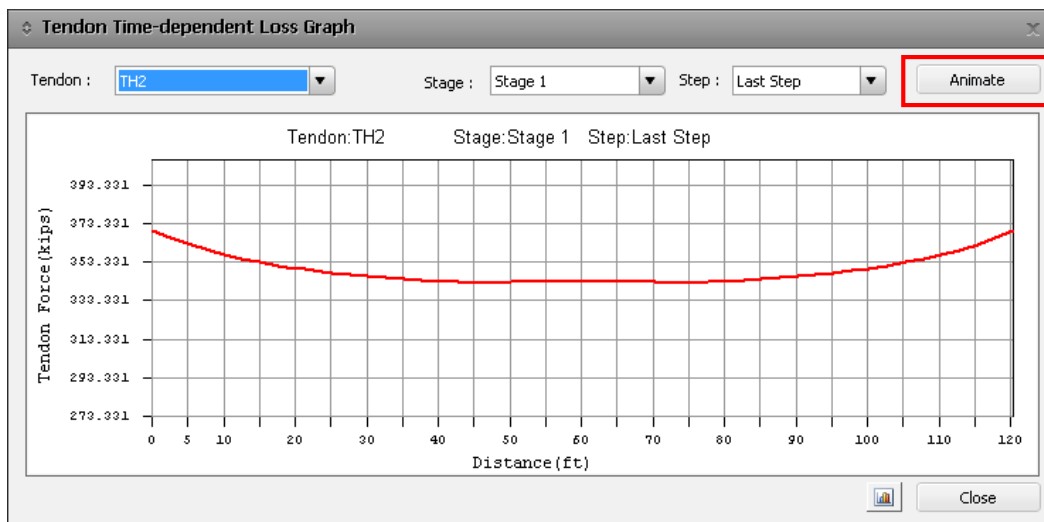 Tendon Time-dependent Loss Graph
Tendon : TH2 Stage : Stage 1 Step : Last Step Animate
Tendon:TH2 Stage:Stage 1 Step:Last Step
Tendon Force(kips)
393.331
373.331
353.331
333.331
313.331
293.331
273.331
0 5 10 20 30 40 50 60 70 80 90 100 110 120
Distance(ft)
Close